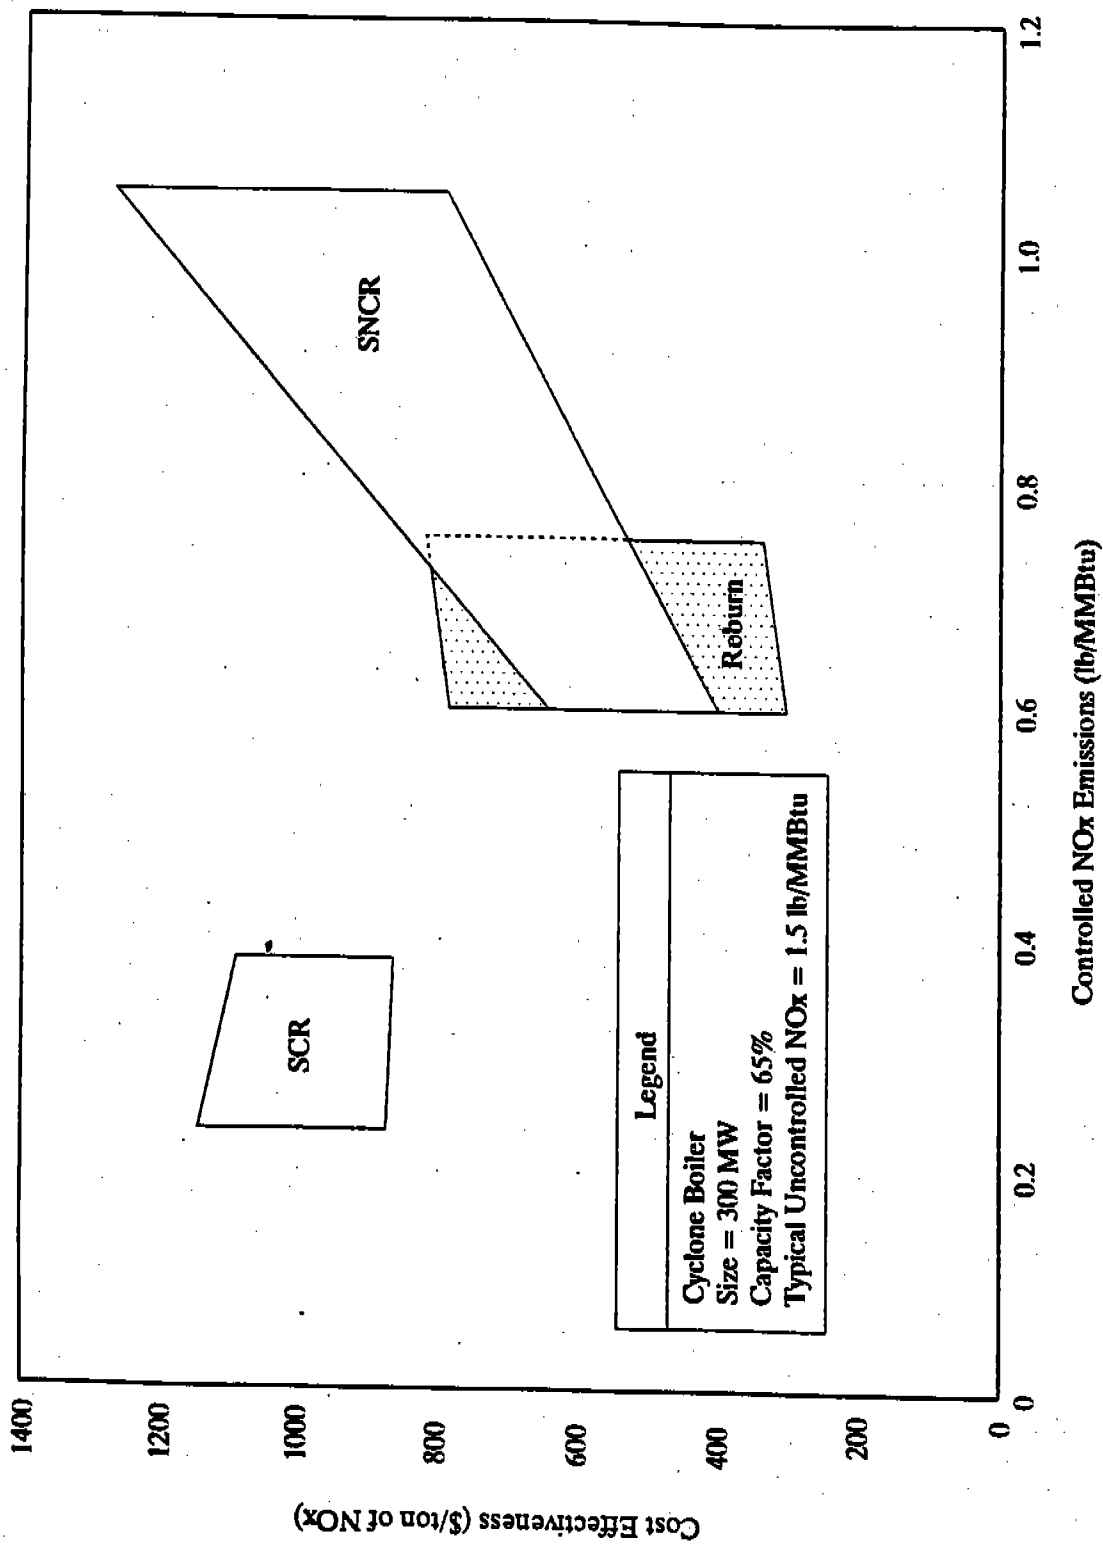 Cost Effectiveness ($/ton of NOx)
1400
1200
1000
800
600
400
200
0
SCR
SNCR
Reburn
Legend
Cyclone Boiler
Size = 300 MW
Capacity Factor = 65%
Typical Uncontrolled NOx = 1.5 lb/MMBtu
0
0.2
0.4
0.6
0.8
1.0
1.2
Controlled NOx Emissions (lb/MMBtu)